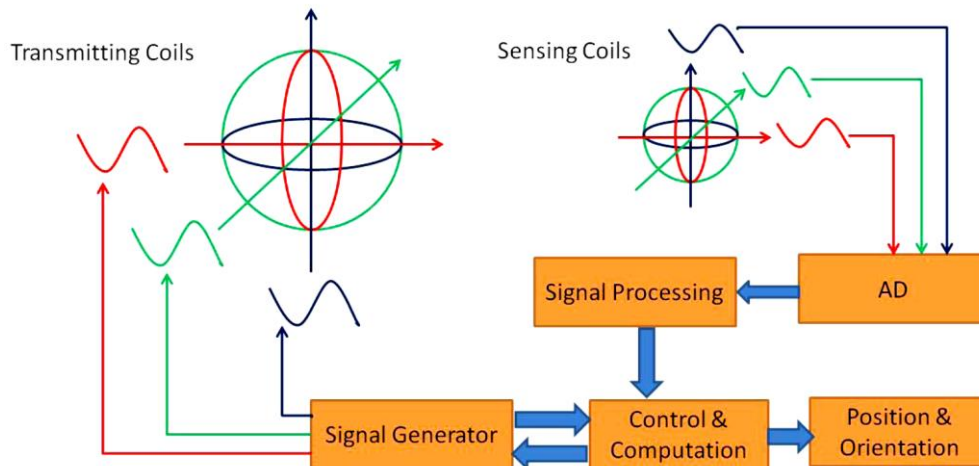 Transmitting Coils
Sensing Coils
Signal Processing
AD
Signal Generator
Control &
Computation
Position &
Orientation